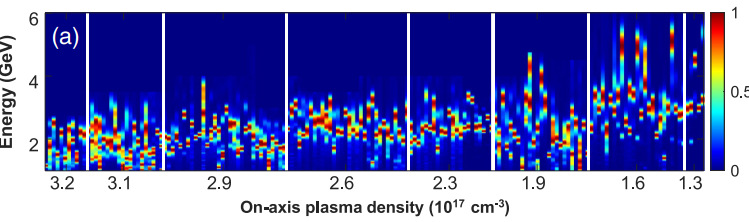 (a)
Energy (GeV)
6
4
2
3.2 3.1 2.9 2.6 2.3 1.9 1.6 1.3
On-axis plasma density (10¹⁷ cm⁻³)
1
0.5
0